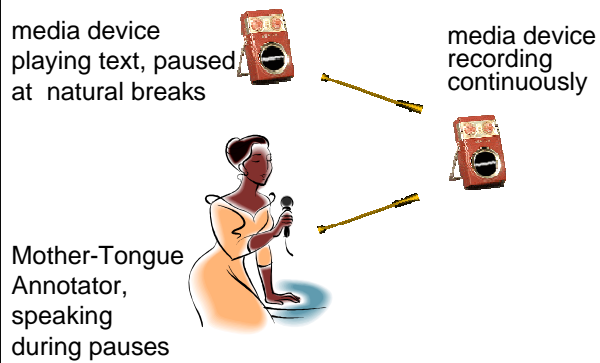 media device
playing text, paused
at natural breaks
media device
recording
continuously
Mother-Tongue
Annotator,
speaking
during pauses